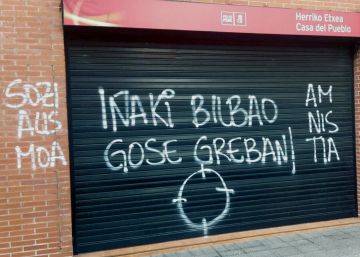 Herriko Etxea
Casa del Pueblo
SOZI
ALIS
MOA
IÑAKI BILBAO
GOSE GREBAN
AM
NIS
TIA